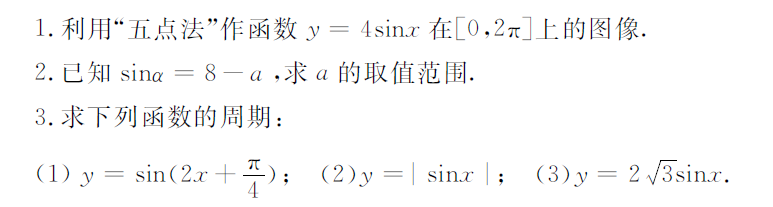 1. 利用“五点法”作函数 y = 4sinx 在[0,2π]上的图像.
2. 已知 sinα = 8 − a ,求 a 的取值范围.
3. 求下列函数的周期:
(1) y = sin(2x + π/4); (2) y = | sinx |; (3) y = 2√3sinx.